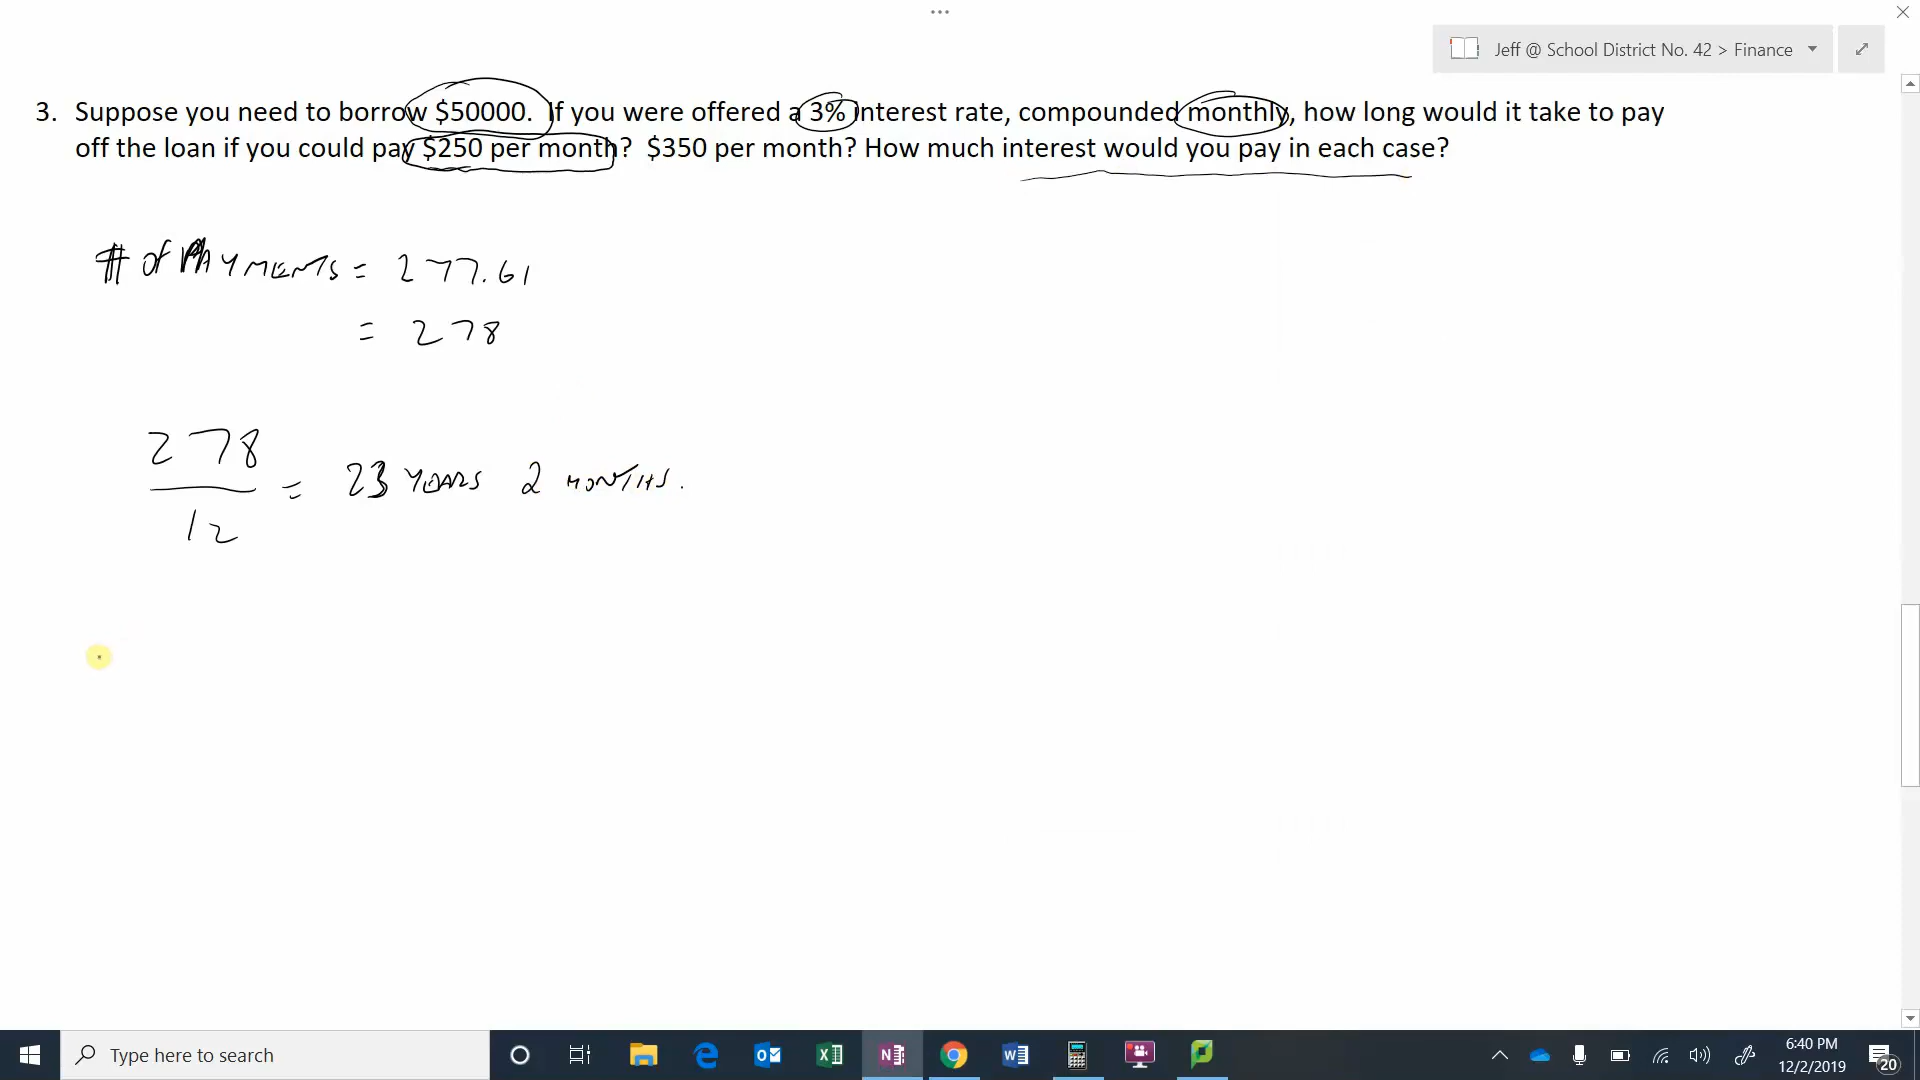 Jeff @ School District No. 42 > Finance
3. Suppose you need to borrow $50000. If you were offered a 3% interest rate, compounded monthly, how long would it take to pay
off the loan if you could pay $250 per month? $350 per month? How much interest would you pay in each case?
# of PAYMENTS = 277.61
= 278
278
12
= 23 YEARS 2 MONTHS.
Type here to search
6:40 PM
12/2/2019
20